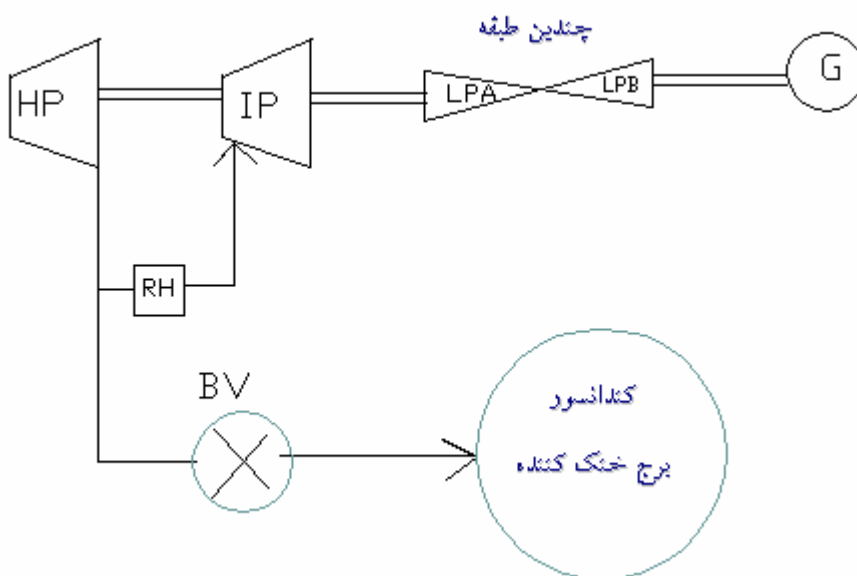 چندین طبقه
HP
IP
LPA
LPB
G
RH
BV
کندانسور
برج خنک کننده